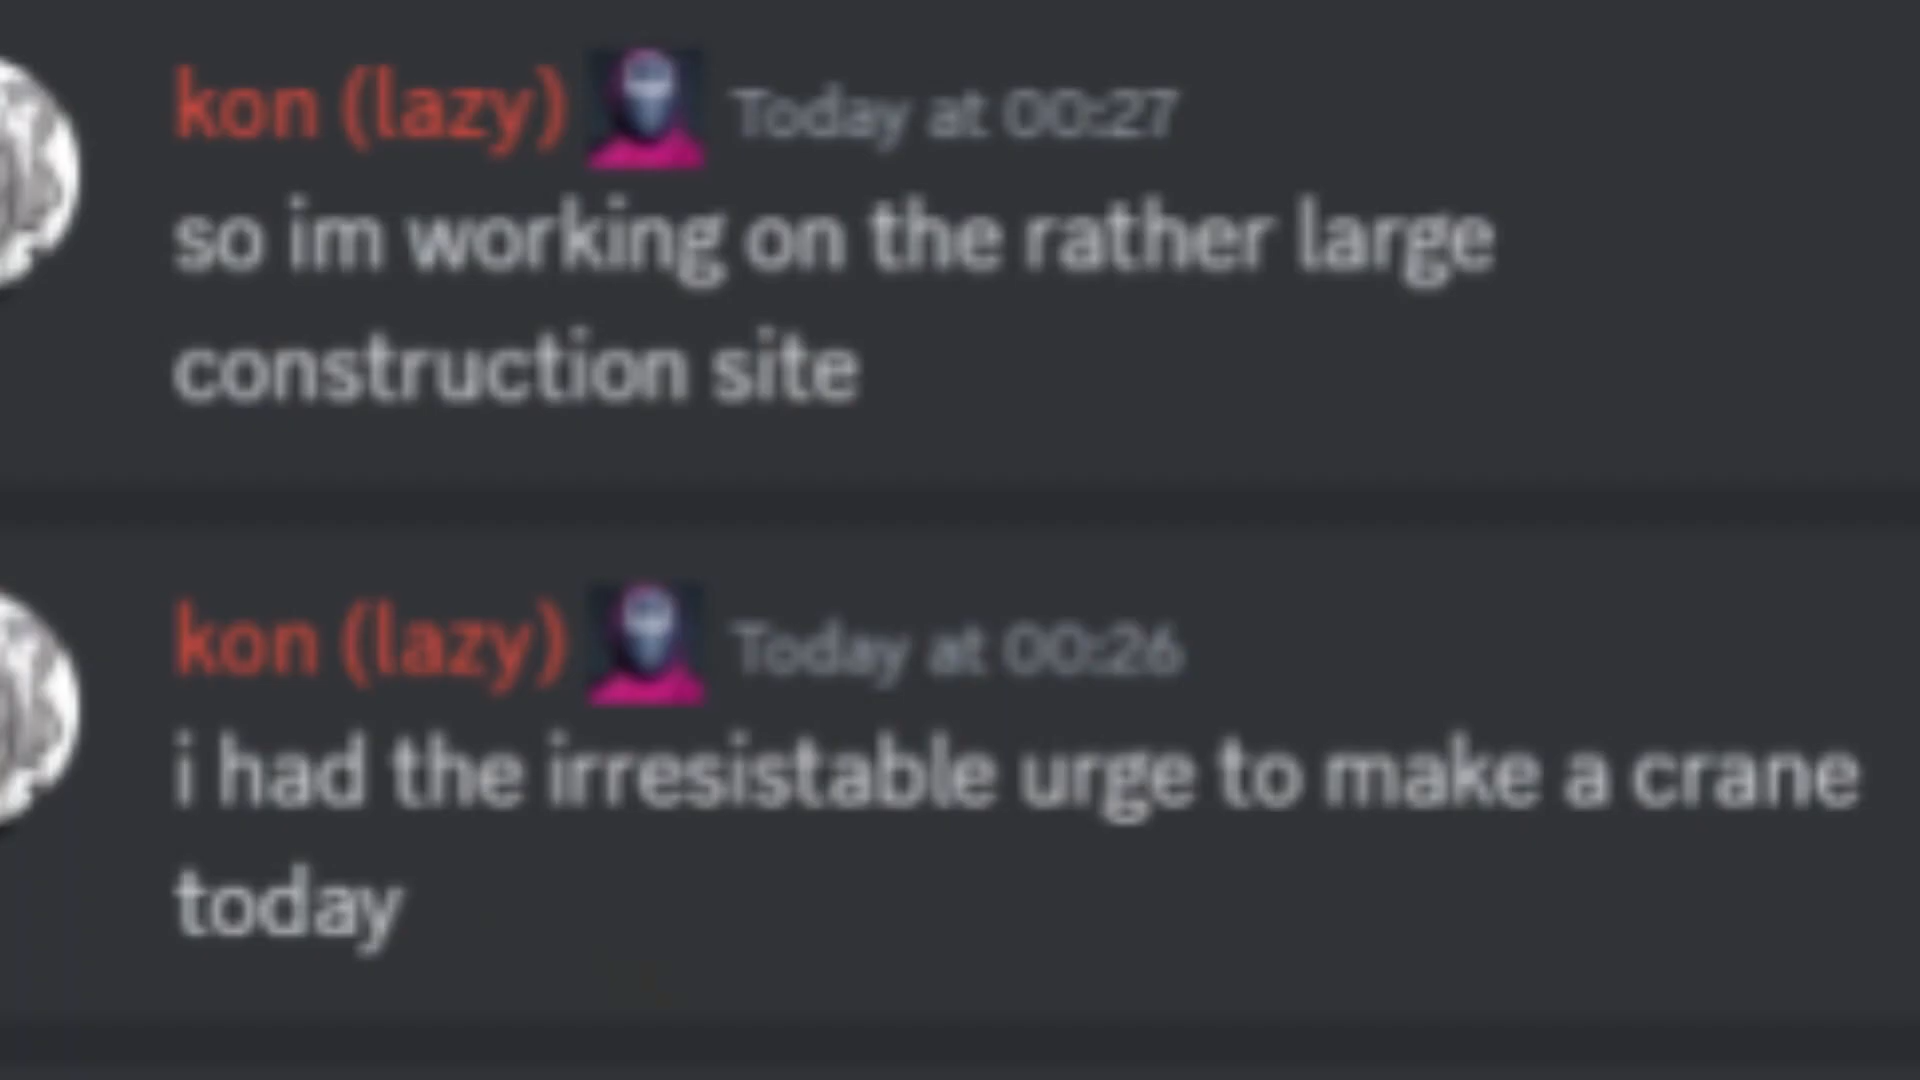 kon (lazy) Today at 00:27
so im working on the rather large
construction site
kon (lazy) Today at 00:26
i had the irresistable urge to make a crane
today